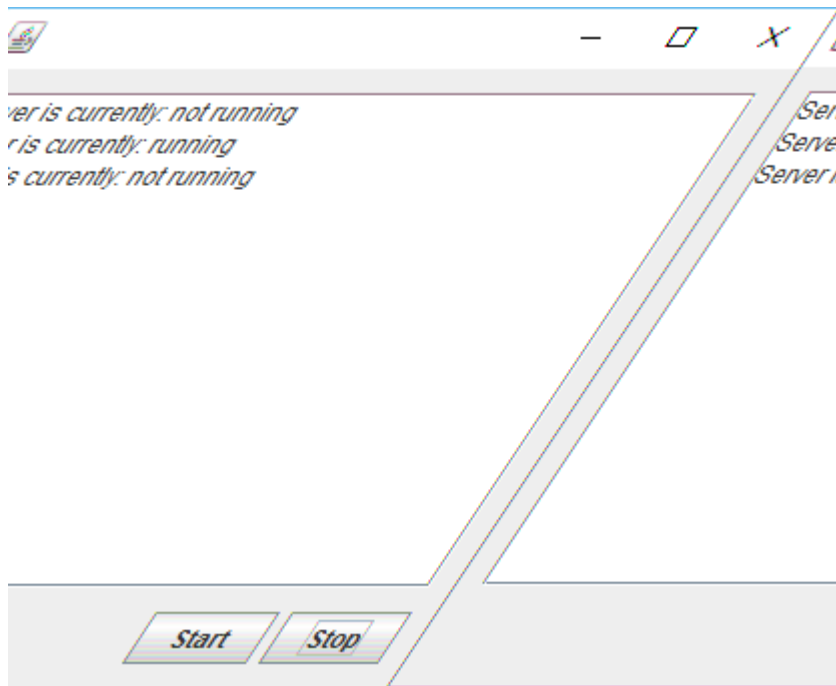 ver is currently: not running
r is currently: running
s currently: not running
Ser
Serve
Server i
Start
Stop